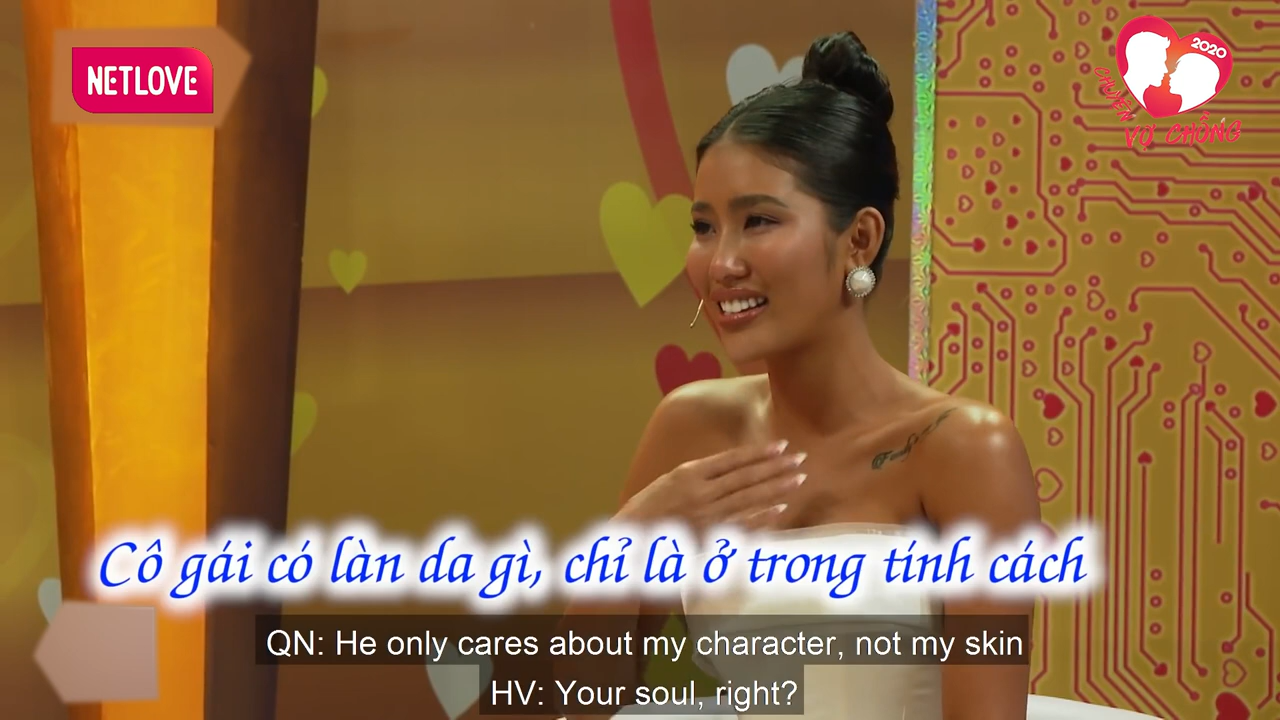 NETLOVE
2020
CHUYỆN
VỢ CHỒNG
Cô gái có làn da gì, chỉ là ở trong tính cách
QN: He only cares about my character, not my skin
HV: Your soul, right?